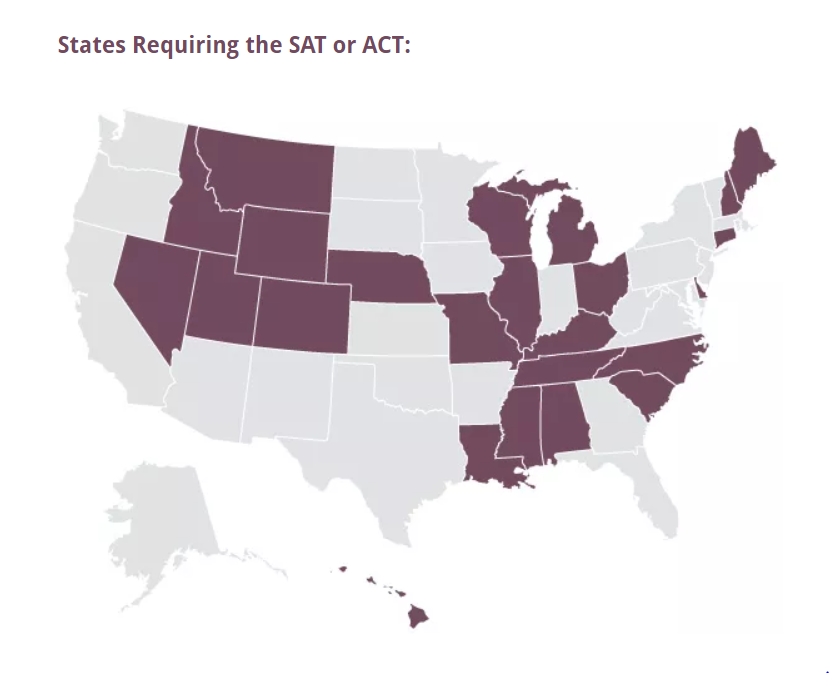 States Requiring the SAT or ACT: